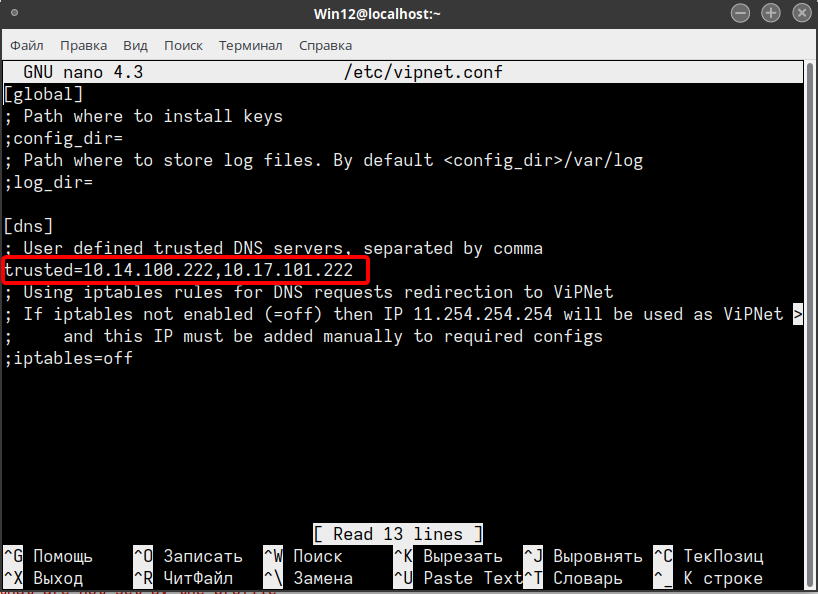 Win12@localhost:~
Файл Правка Вид Поиск Терминал Справка
GNU nano 4.3 /etc/vipnet.conf
[global]
; Path where to install keys
;config_dir=
; Path where to store log files. By default <config_dir>/var/log
;log_dir=
[dns]
; User defined trusted DNS servers, separated by comma
trusted=10.14.100.222,10.17.101.222
; Using iptables rules for DNS requests redirection to ViPNet
; If iptables not enabled (=off) then IP 11.254.254.254 will be used as ViPNet >
; and this IP must be added manually to required configs
;iptables=off
[ Read 13 lines ]
^G Помощь ^O Записать ^W Поиск ^K Вырезать ^J Выровнять ^C ТекПозиц
^X Выход ^R ЧитФайл ^\ Замена ^U Paste Text ^T Словарь ^_ К строке